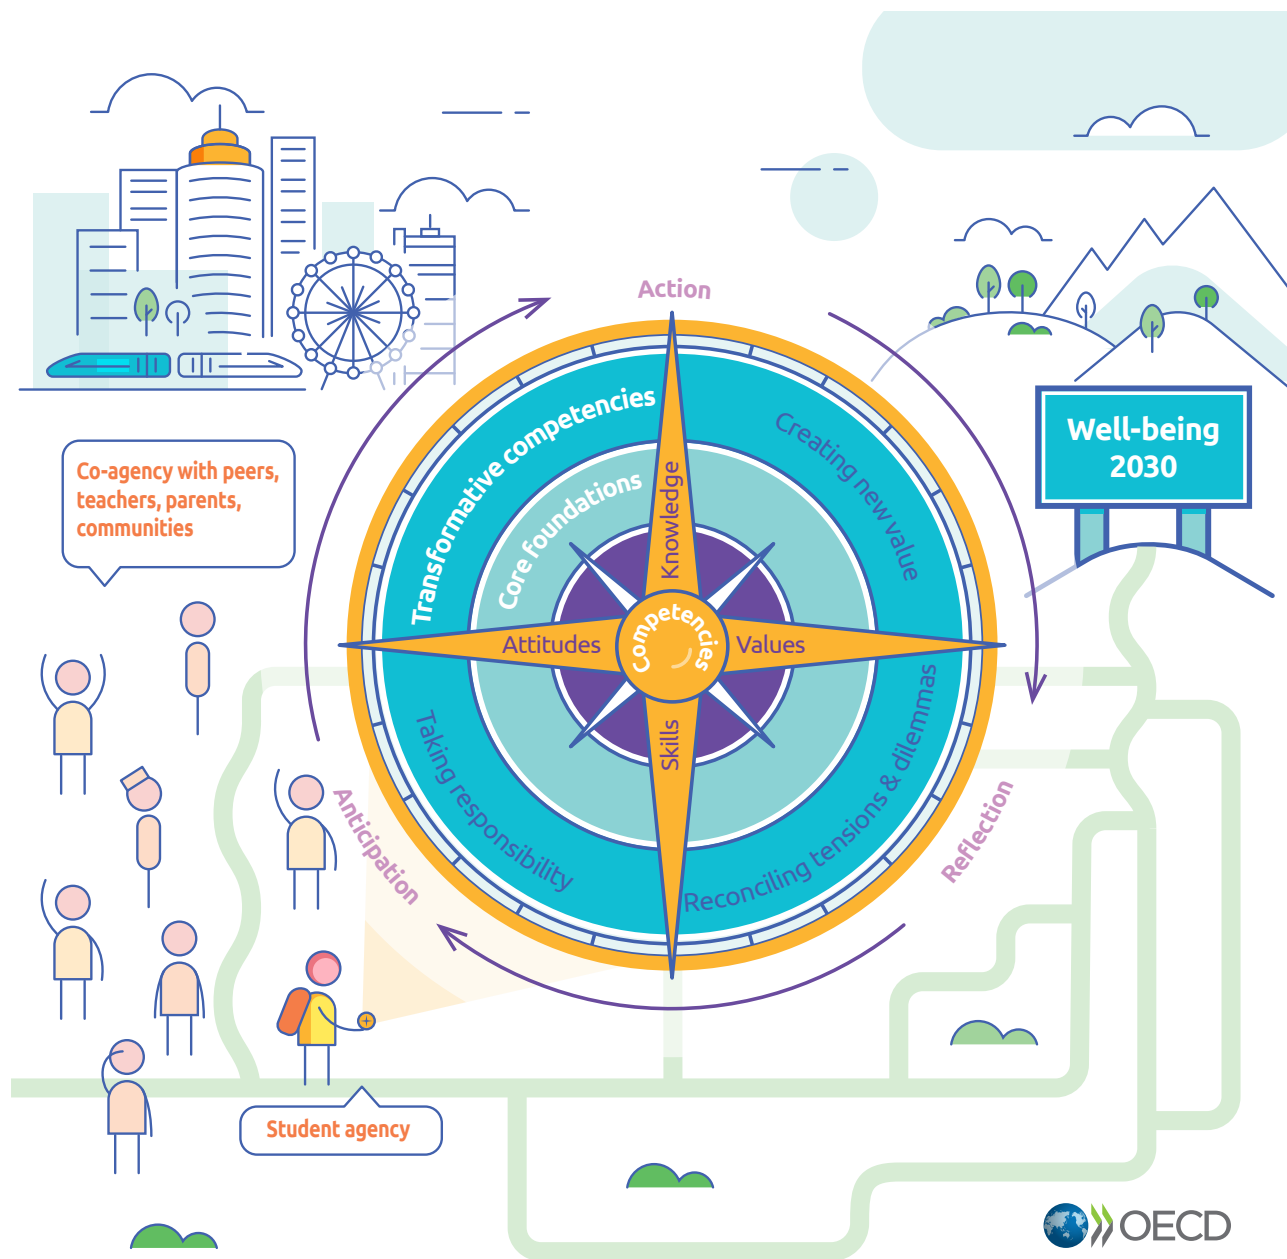 Action
Co-agency with peers,
teachers, parents,
communities
Transformative competencies
Creating new value
Well-being
2030
Core foundations
Knowledge
Attitudes
Competencies
Values
Skills
Taking responsibility
Reconciling tensions & dilemmas
Anticipation
Reflection
Student agency
OECD